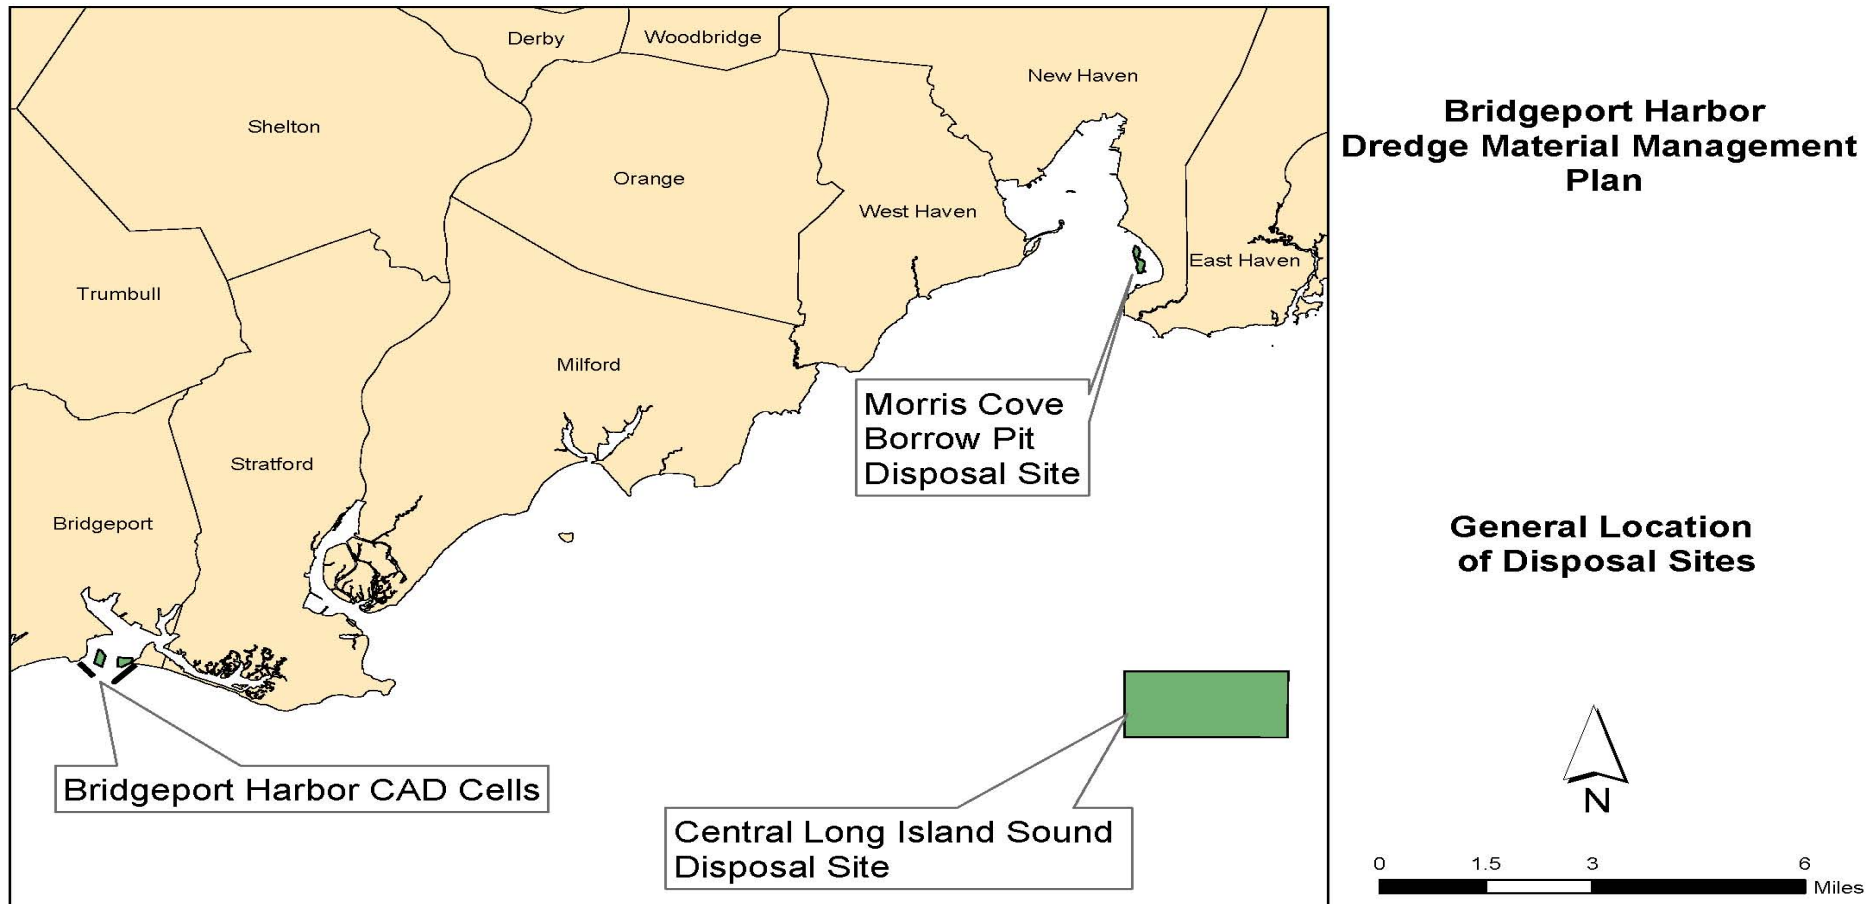 Derby
Woodbridge
New Haven
Shelton
Orange
West Haven
East Haven
Trumbull
Milford
Stratford
Bridgeport
Morris Cove
Borrow Pit
Disposal Site
Bridgeport Harbor CAD Cells
Central Long Island Sound
Disposal Site
Bridgeport Harbor
Dredge Material Management
Plan
General Location
of Disposal Sites
N
0 1.5 3 6
Miles